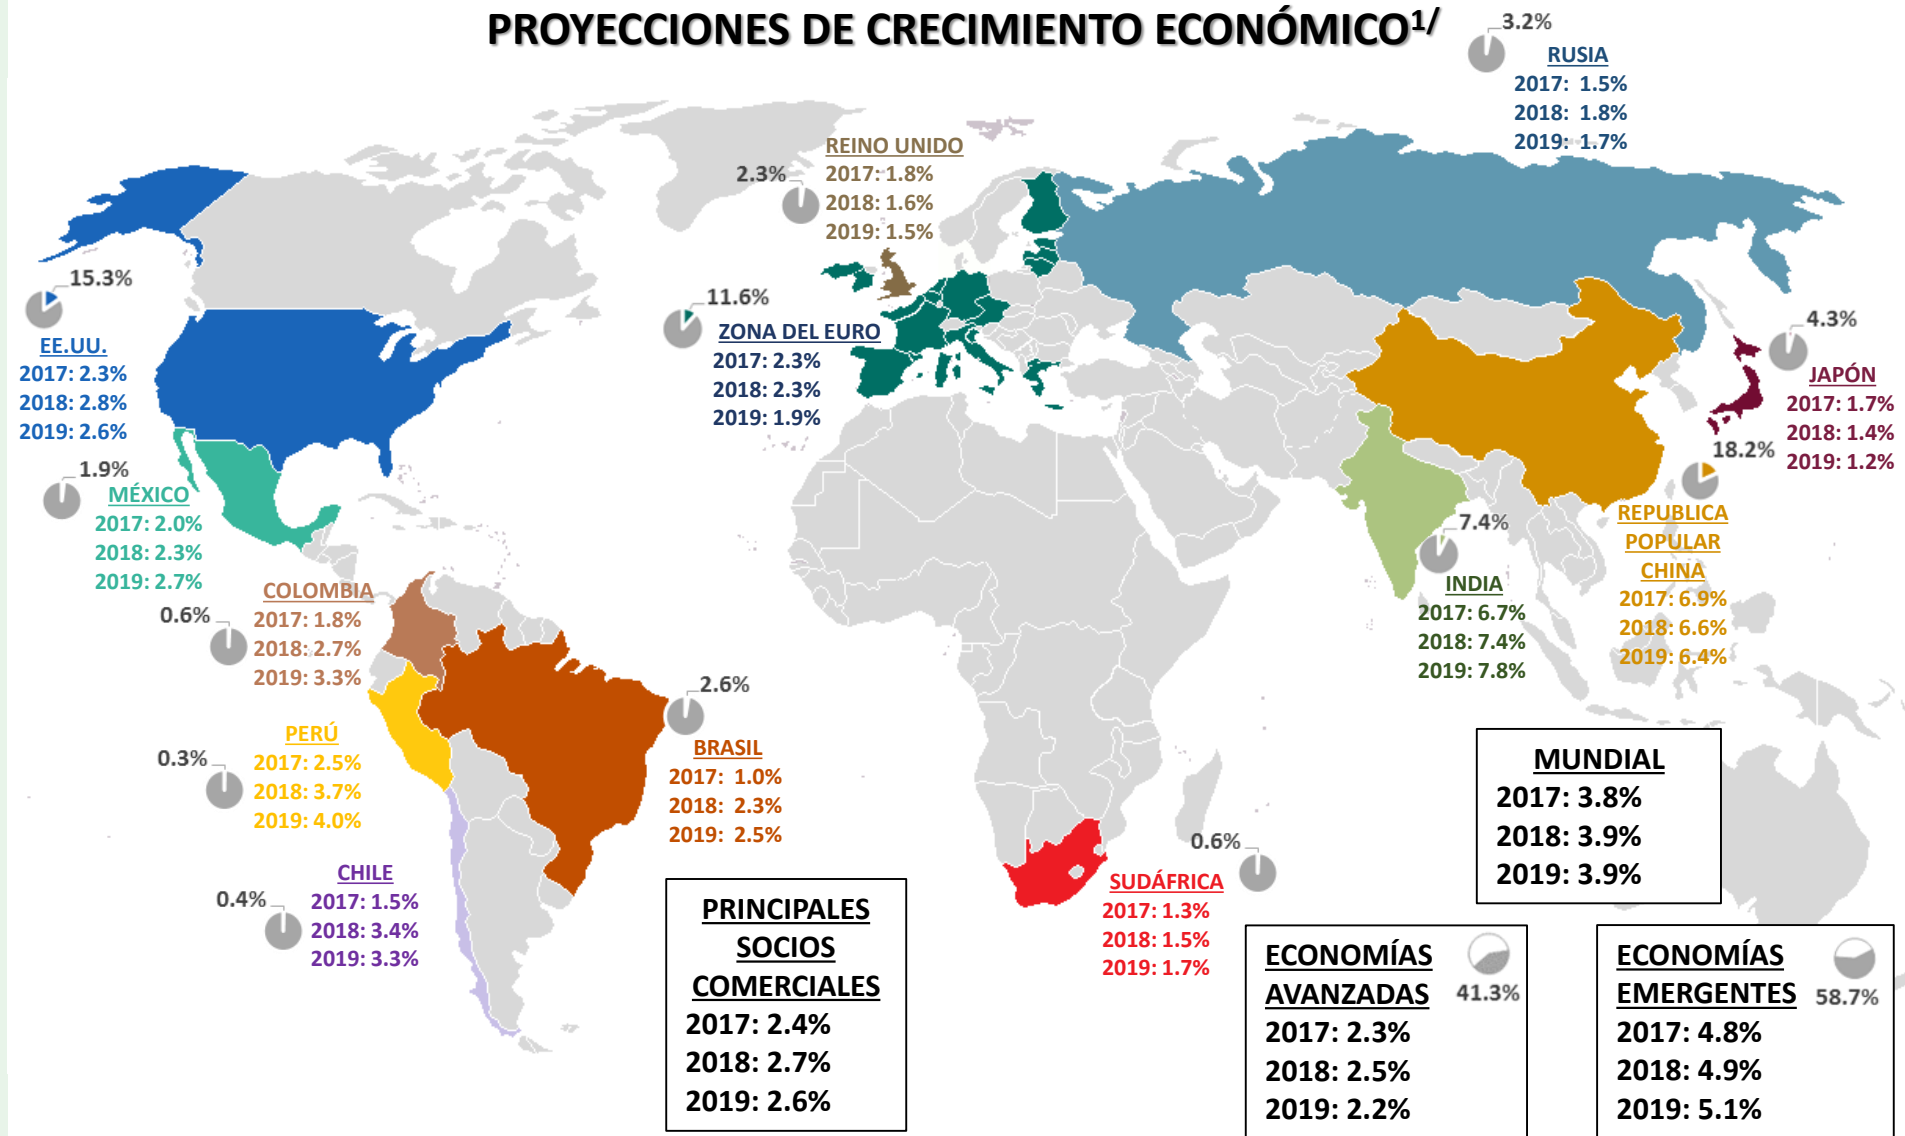 PROYECCIONES DE CRECIMIENTO ECONÓMICO1/
3.2%
RUSIA
2017: 1.5%
2018: 1.8%
2019: 1.7%
2.3%
REINO UNIDO
2017: 1.8%
2018: 1.6%
2019: 1.5%
15.3%
EE.UU.
2017: 2.3%
2018: 2.8%
2019: 2.6%
11.6%
ZONA DEL EURO
2017: 2.3%
2018: 2.3%
2019: 1.9%
4.3%
JAPÓN
2017: 1.7%
2018: 1.4%
2019: 1.2%
18.2%
REPUBLICA
POPULAR
CHINA
2017: 6.9%
2018: 6.6%
2019: 6.4%
1.9%
MÉXICO
2017: 2.0%
2018: 2.3%
2019: 2.7%
7.4%
INDIA
2017: 6.7%
2018: 7.4%
2019: 7.8%
0.6%
COLOMBIA
2017: 1.8%
2018: 2.7%
2019: 3.3%
2.6%
BRASIL
2017: 1.0%
2018: 2.3%
2019: 2.5%
0.3%
PERÚ
2017: 2.5%
2018: 3.7%
2019: 4.0%
0.4%
CHILE
2017: 1.5%
2018: 3.4%
2019: 3.3%
0.6%
SUDÁFRICA
2017: 1.3%
2018: 1.5%
2019: 1.7%
MUNDIAL
2017: 3.8%
2018: 3.9%
2019: 3.9%
PRINCIPALES
SOCIOS
COMERCIALES
2017: 2.4%
2018: 2.7%
2019: 2.6%
ECONOMÍAS
AVANZADAS
41.3%
2017: 2.3%
2018: 2.5%
2019: 2.2%
ECONOMÍAS
EMERGENTES
58.7%
2017: 4.8%
2018: 4.9%
2019: 5.1%